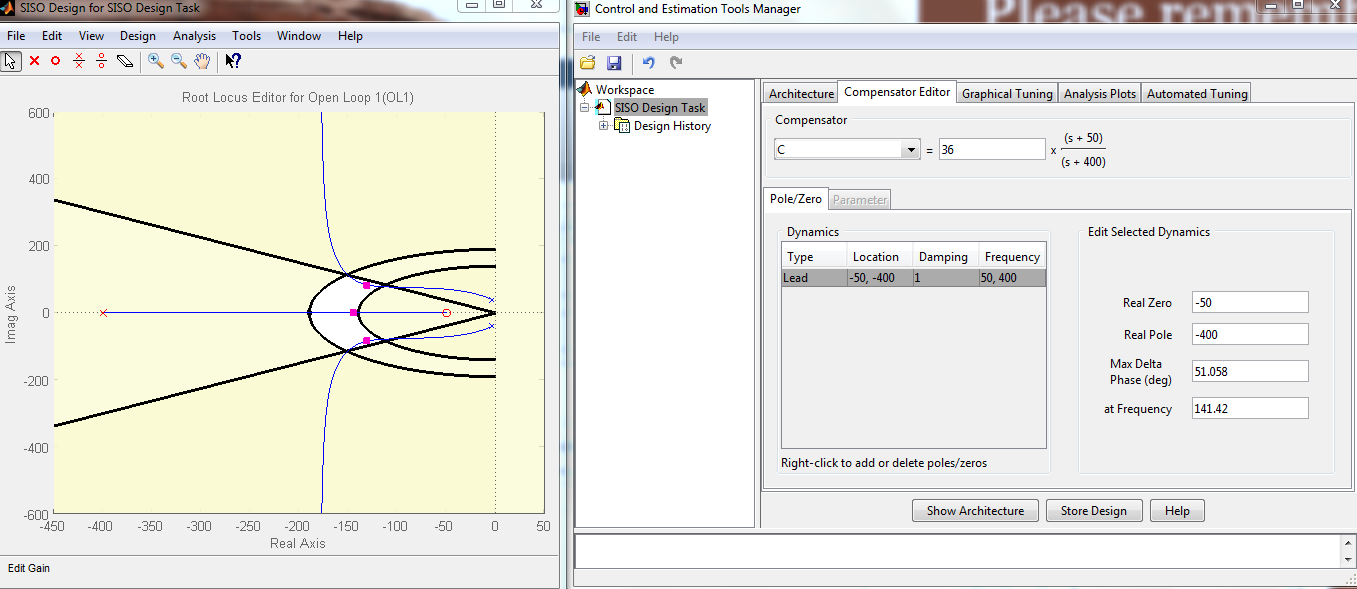 SISO Design for SISO Design Task
File Edit View Design Analysis Tools Window Help
Root Locus Editor for Open Loop 1(OL1)
600
400
200
0
-200
-400
-600
Imag Axis
-450 -400 -350 -300 -250 -200 -150 -100 -50 0 50
Real Axis
Edit Gain
Please remem
Control and Estimation Tools Manager
File Edit Help
Workspace
SISO Design Task
Design History
Architecture Compensator Editor Graphical Tuning Analysis Plots Automated Tuning
Compensator
C = 36 x (s + 50)
(s + 400)
Pole/Zero Parameter
Dynamics
Type Location Damping Frequency
Lead -50, -400 1 50, 400
Right-click to add or delete poles/zeros
Edit Selected Dynamics
Real Zero -50
Real Pole -400
Max Delta
Phase (deg) 51.058
at Frequency 141.42
Show Architecture Store Design Help